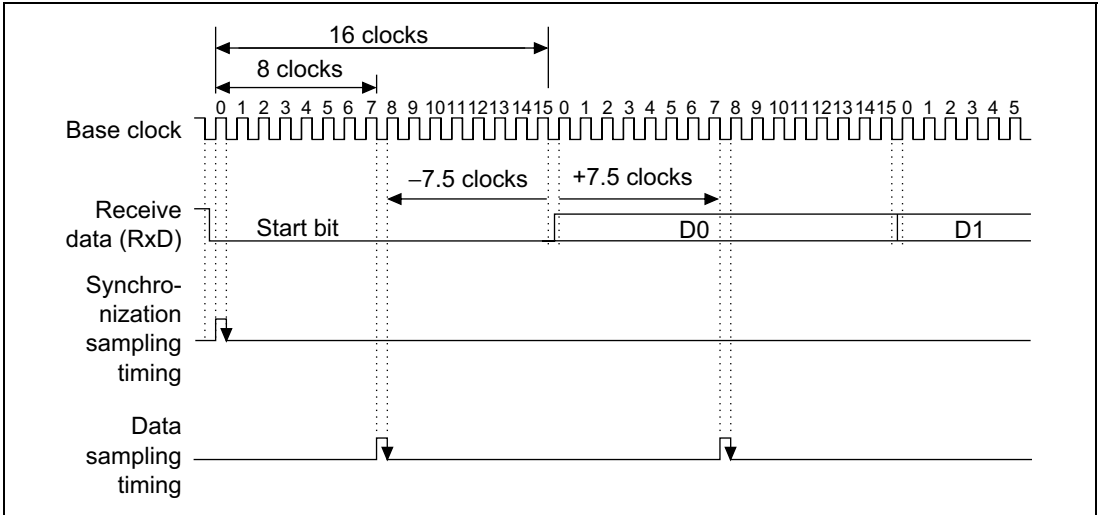 16 clocks
8 clocks
0 1 2 3 4 5 6 7 8 9 10 11 12 13 14 15 0 1 2 3 4 5 6 7 8 9 10 11 12 13 14 15 0 1 2 3 4 5
Base clock
–7.5 clocks
+7.5 clocks
Receive
data (RxD)
Start bit
D0
D1
Synchro-
nization
sampling
timing
Data
sampling
timing